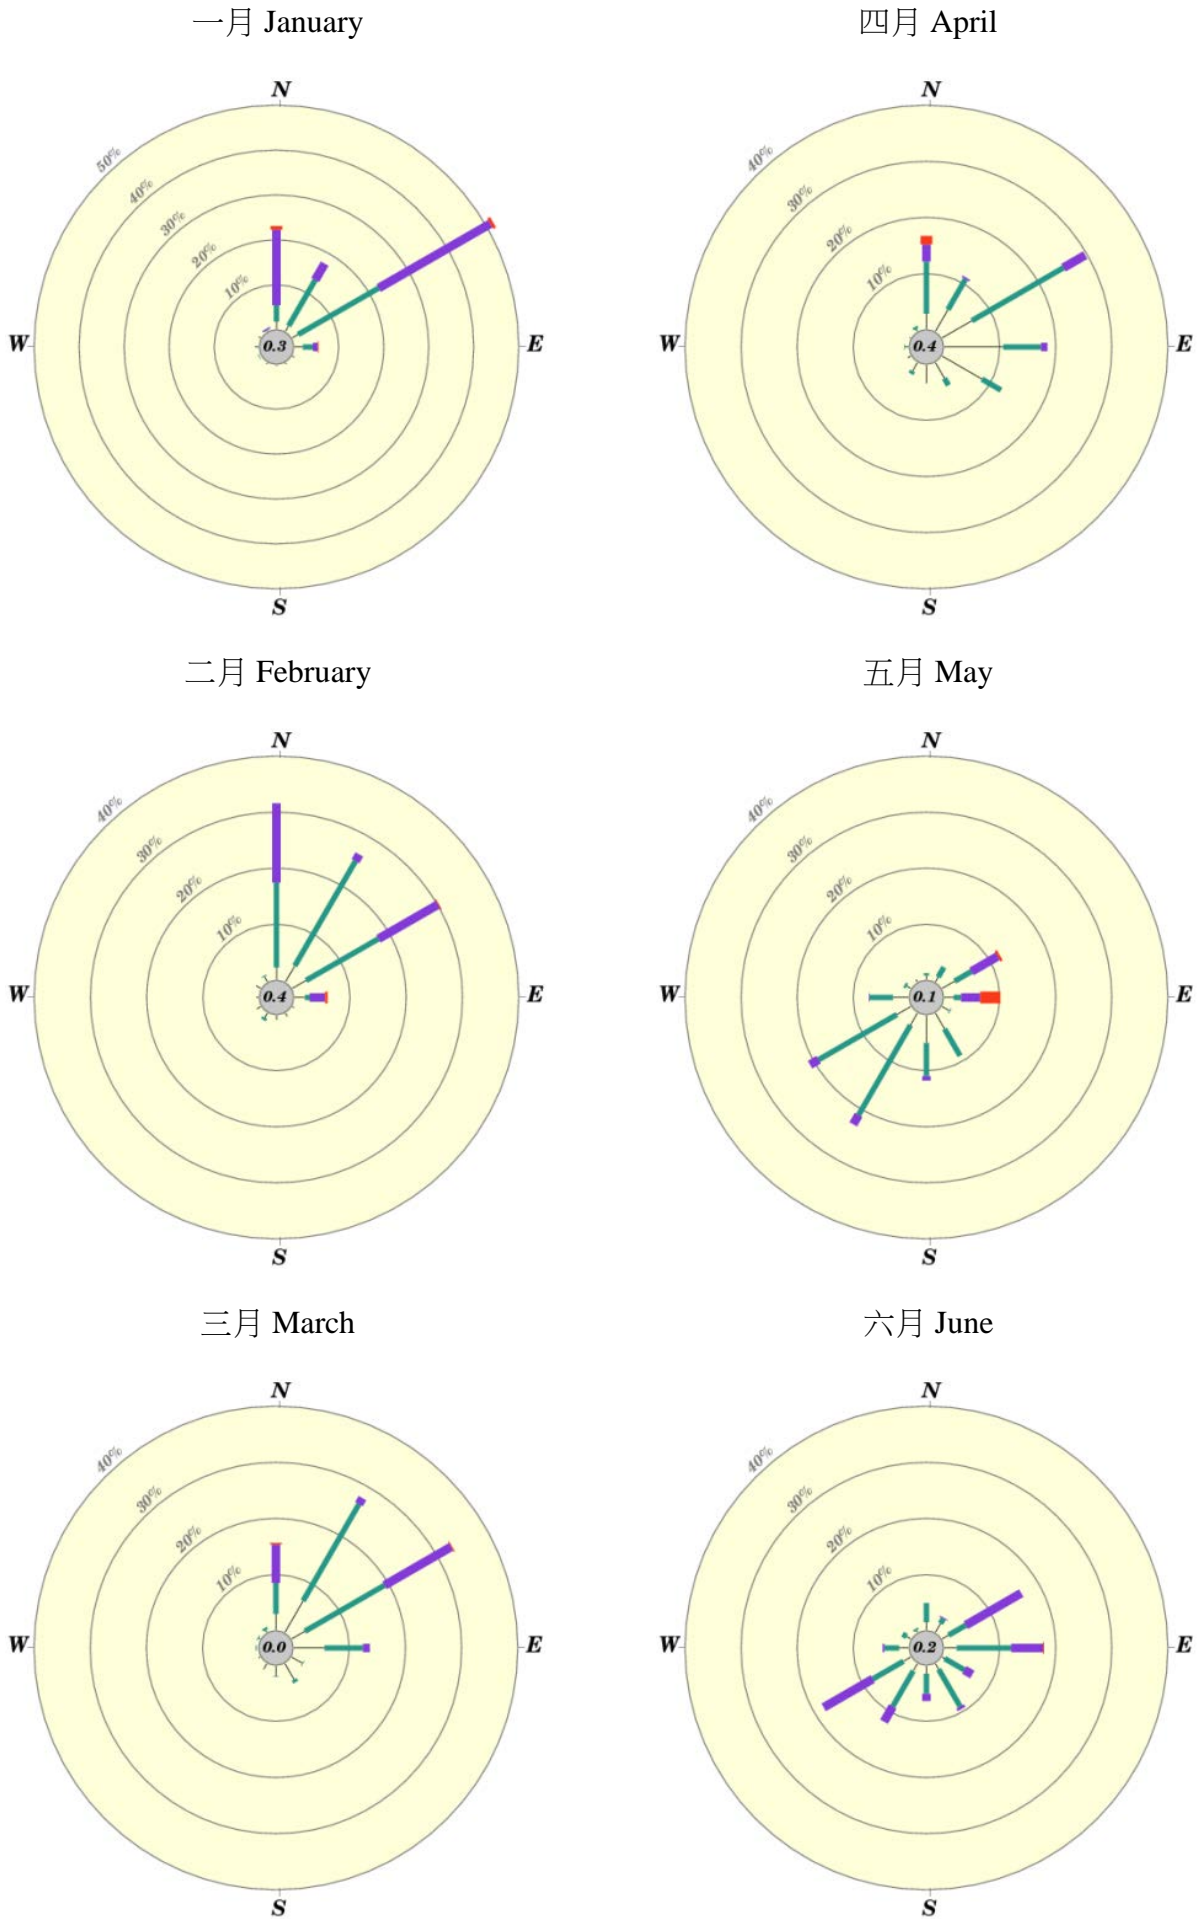 一月 January
N
50%
40%
30%
20%
10%
W
0.3
E
S
四月 April
N
40%
30%
20%
10%
W
0.4
E
S
二月 February
N
40%
30%
20%
10%
W
0.4
E
S
五月 May
N
40%
30%
20%
10%
W
0.1
E
S
三月 March
N
40%
30%
20%
10%
W
0.0
E
S
六月 June
N
40%
30%
20%
10%
W
0.2
E
S